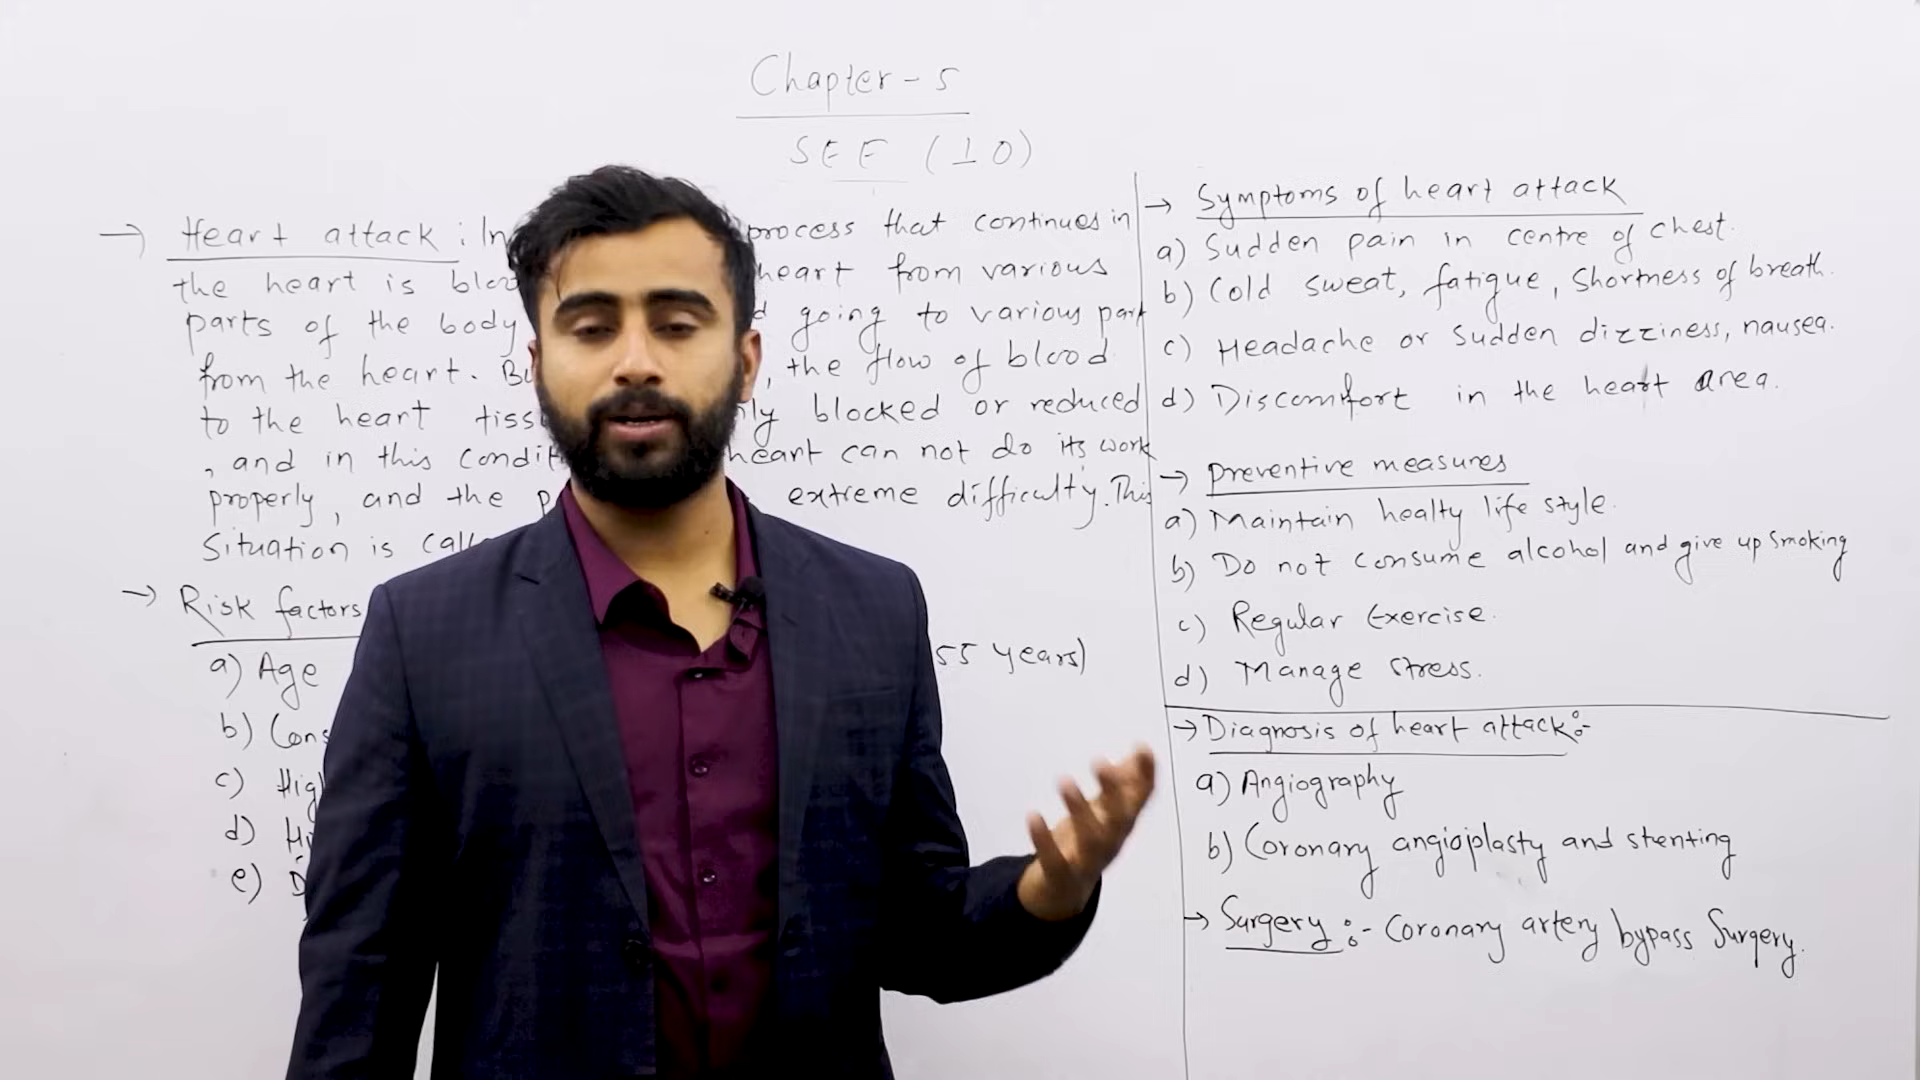 Chapter - 5
SEE (10)
→ Heart attack : In process that continues in
the heart is heart from various
parts of the body going to various part
from the heart. , the flow of blood
to the heart blocked or reduced
, and in this heart can not do its work
properly, and the extreme difficulty. This
Situation is
→ Risk factors
a) Age 55 years)
b)
c)
d)
e)
→ Symptoms of heart attack
a) Sudden pain in centre of chest.
b) Cold sweat, fatigue, Shortness of breath.
c) Headache or sudden dizziness, nausea.
d) Discomfort in the heart area.
→ preventive measures
a) Maintain healty life style.
b) Do not consume alcohol and give up smoking
c) Regular Exercise.
d) Manage stress.
→ Diagnosis of heart attack :-
a) Angiography
b) Coronary angioplasty and stenting
→ Surgery :- Coronary artery bypass Surgery.